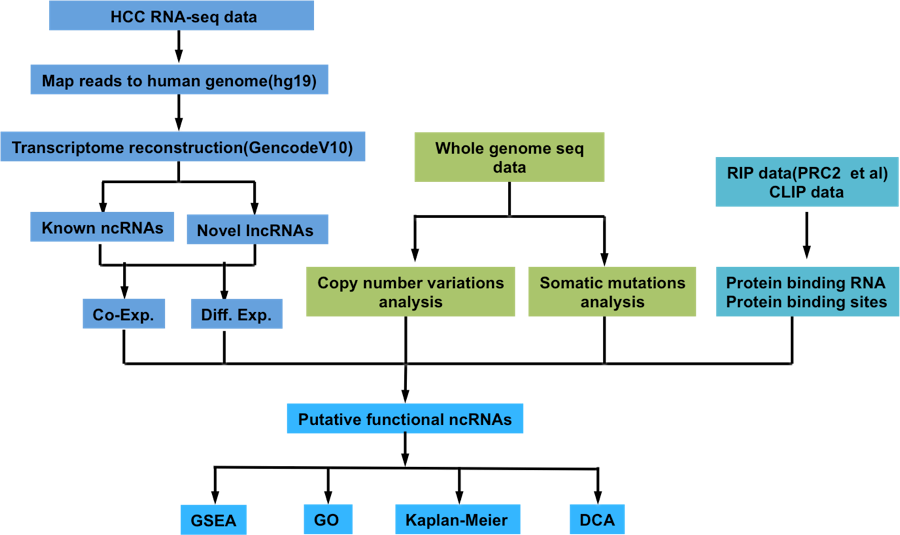 HCC RNA-seq data
Map reads to human genome(hg19)
Transcriptome reconstruction(GencodeV10)
Whole genome seq
data
RIP data(PRC2 et al)
CLIP data
Known ncRNAs
Novel lncRNAs
Copy number variations
analysis
Somatic mutations
analysis
Protein binding RNA
Protein binding sites
Co-Exp.
Diff. Exp.
Putative functional ncRNAs
GSEA
GO
Kaplan-Meier
DCA